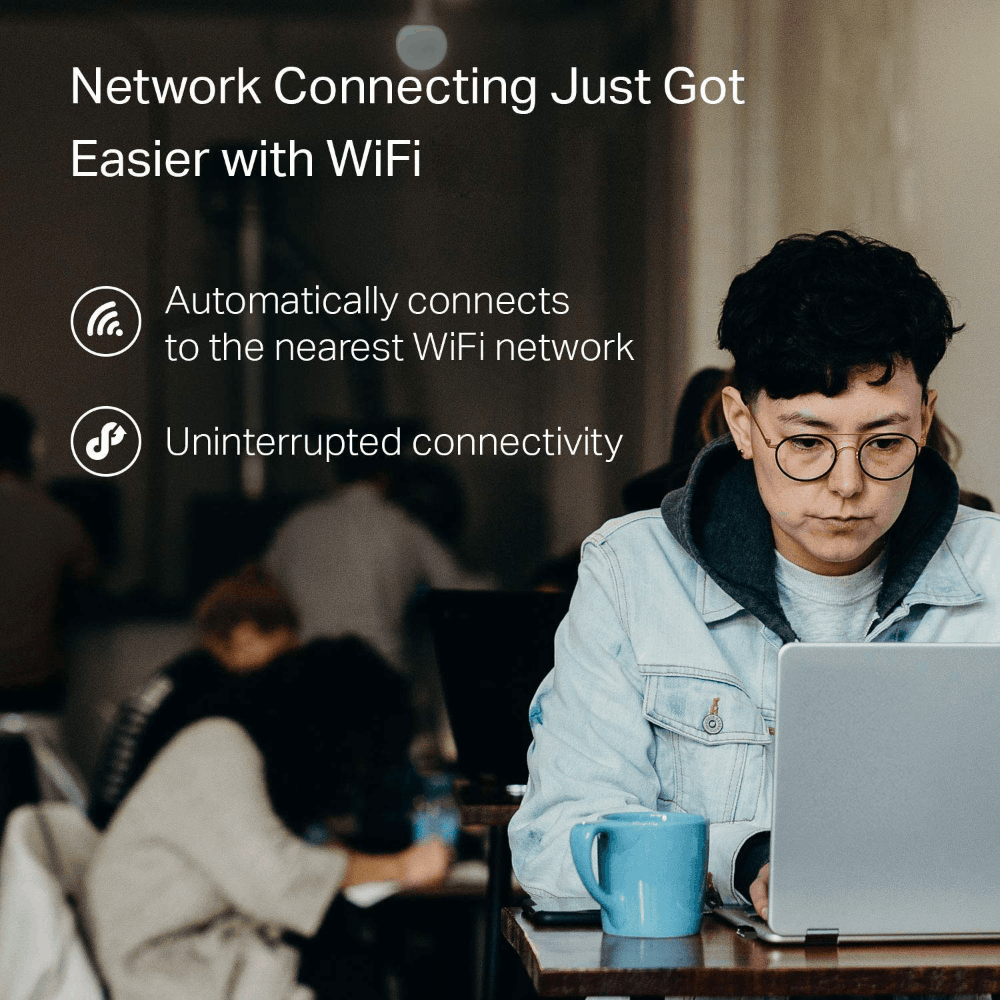 Network Connecting Just Got
Easier with WiFi
Automatically connects
to the nearest WiFi network
Uninterrupted connectivity